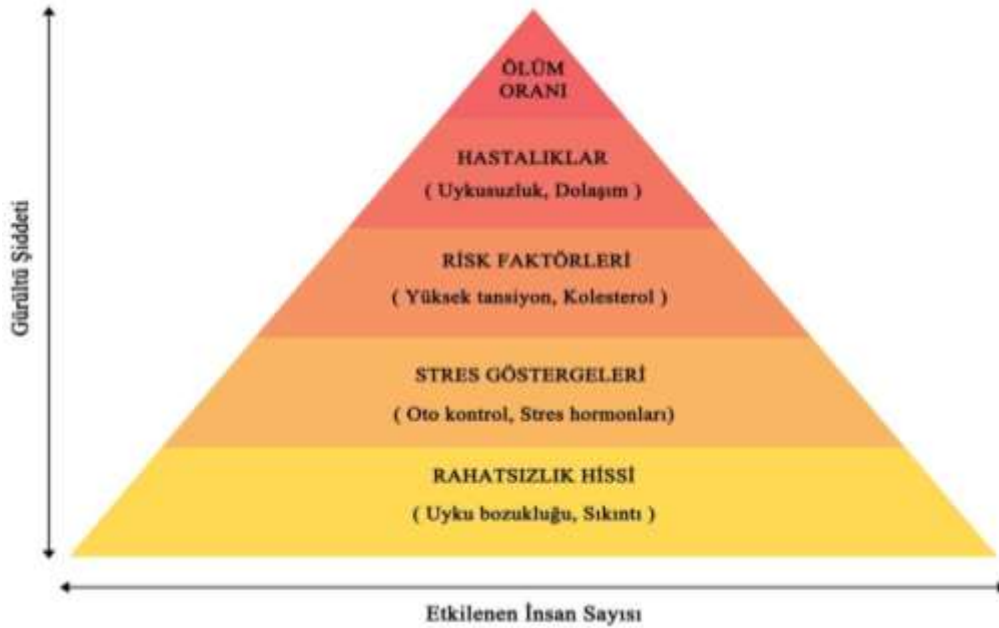 ÖLÜM
ORANI
HASTALIKLAR
( Uykusuzluk, Dolaşım )
RİSK FAKTÖRLERİ
( Yüksek tansiyon, Kolesterol )
STRES GÖSTERGELERİ
( Oto kontrol, Stres hormonları)
RAHATSIZLIK HİSSİ
( Uyku bozukluğu, Sıkıntı )
Gürültü Şiddeti
Etkilenen İnsan Sayısı